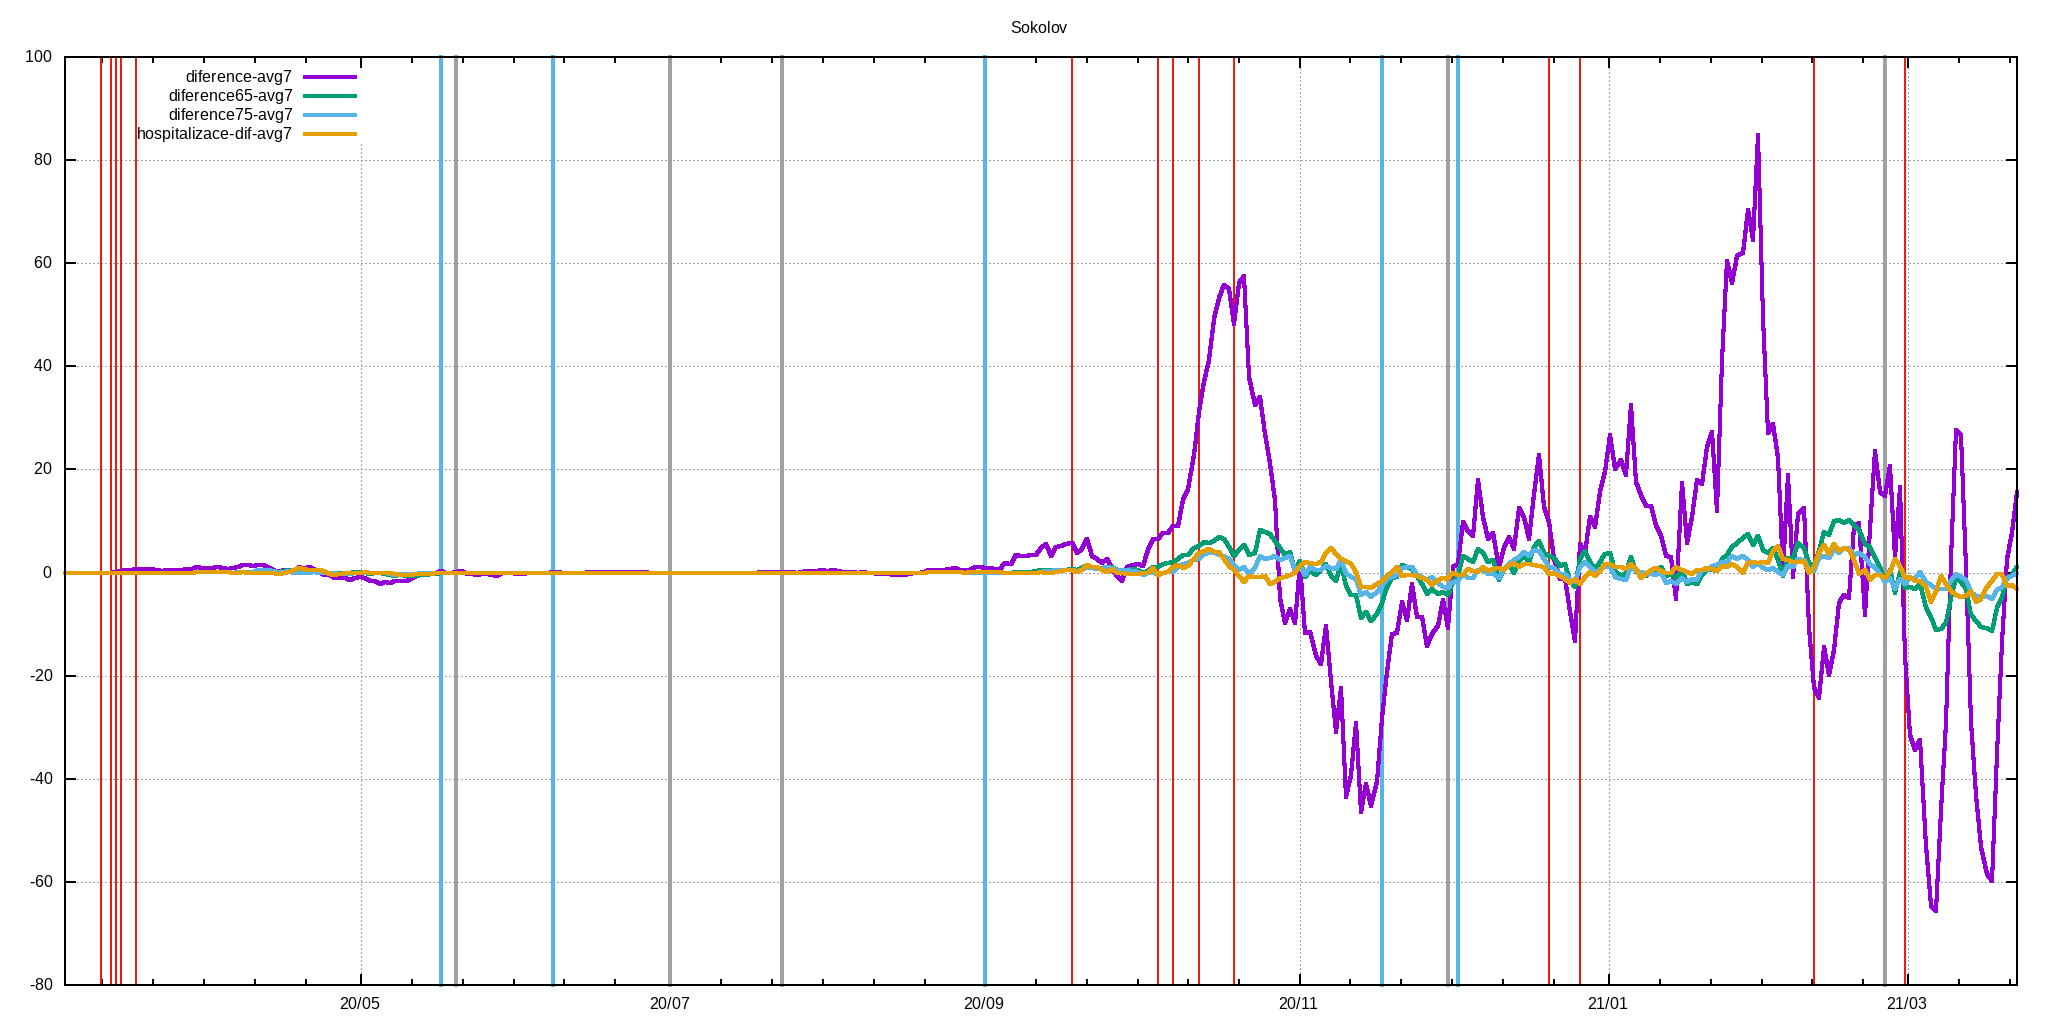 Sokolov
100
80
60
40
20
0
-20
-40
-60
-80
diference-avg7
diference65-avg7
diference75-avg7
hospitalizace-dif-avg7
20/05 20/07 20/09 20/11 21/01 21/03